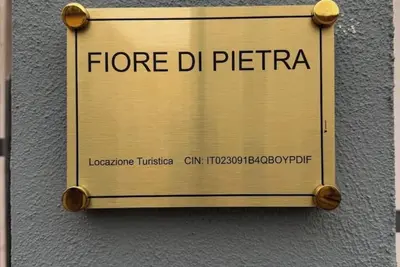 FIORE DI PIETRA
Locazione Turistica CIN: IT023091B4QBOYPDIF